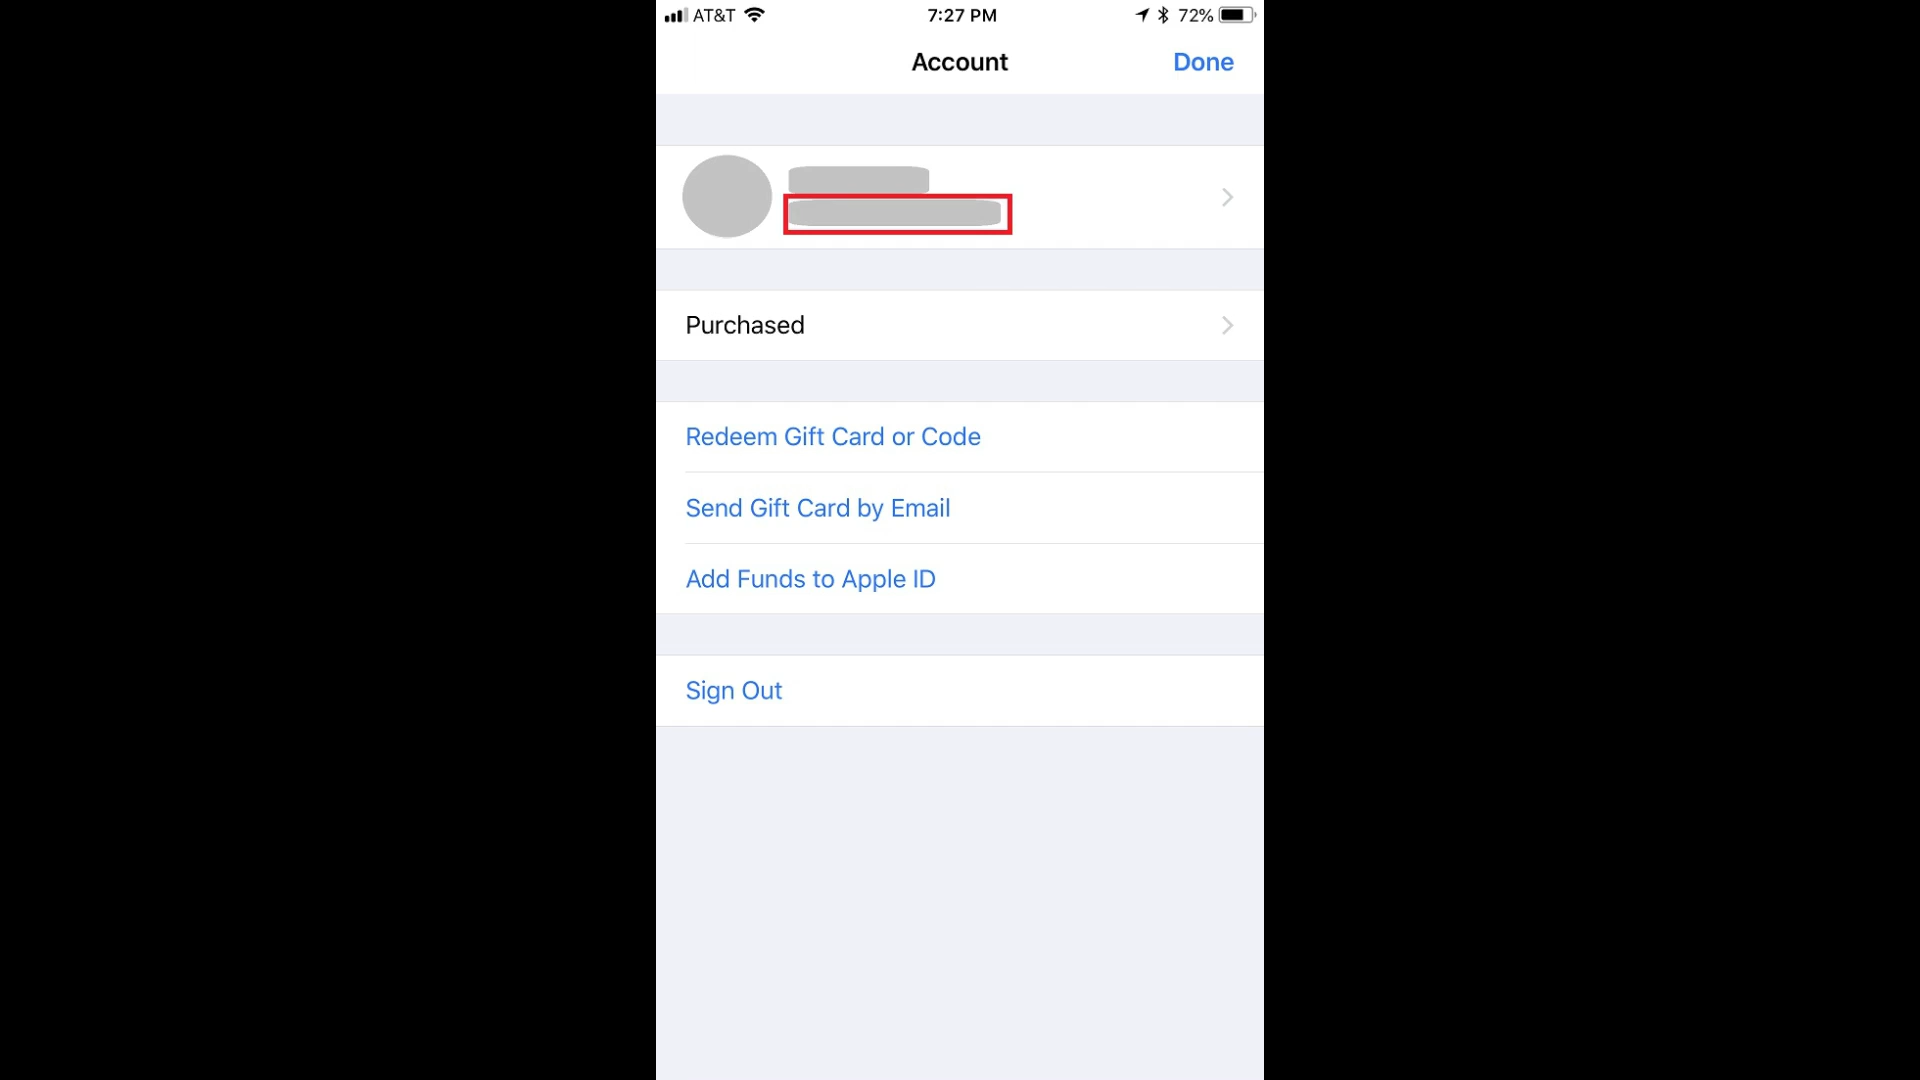 AT&T 7:27 PM 72%
Account Done
Purchased
Redeem Gift Card or Code
Send Gift Card by Email
Add Funds to Apple ID
Sign Out